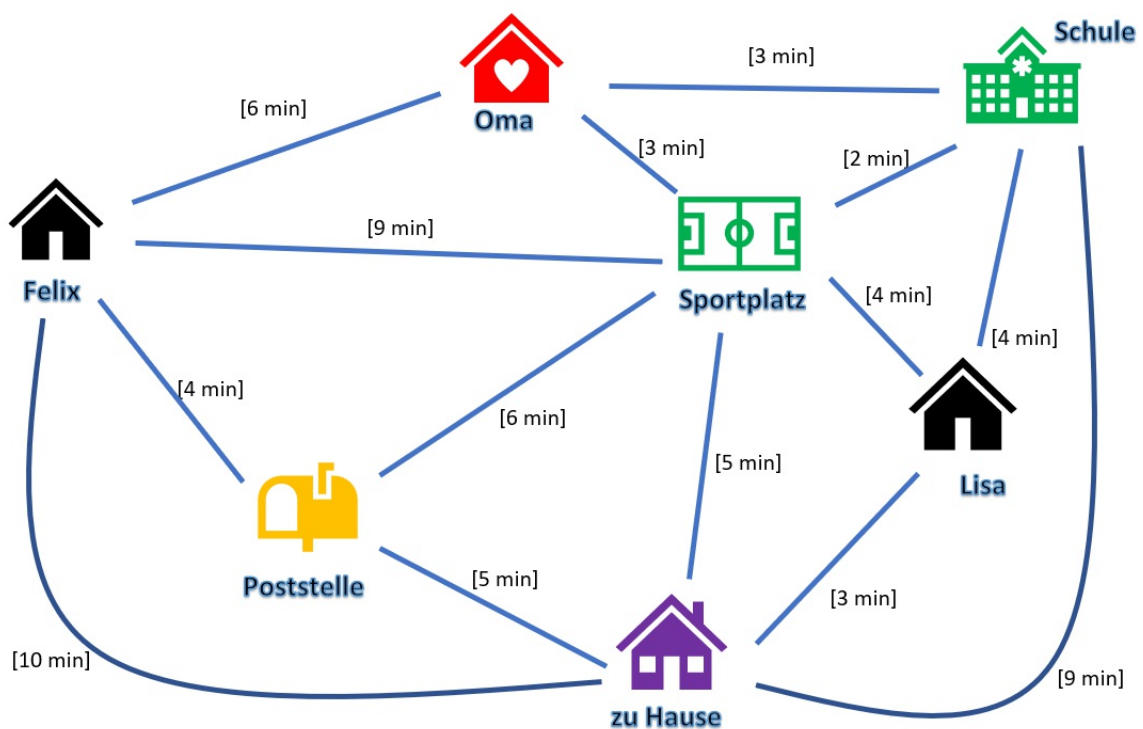 Schule
[3 min]
[6 min]
Oma
[3 min]
[2 min]
[9 min]
Felix
Sportplatz
[4 min]
[4 min]
[4 min]
[6 min]
[5 min]
Lisa
Poststelle
[5 min]
[3 min]
[10 min]
[9 min]
zu Hause